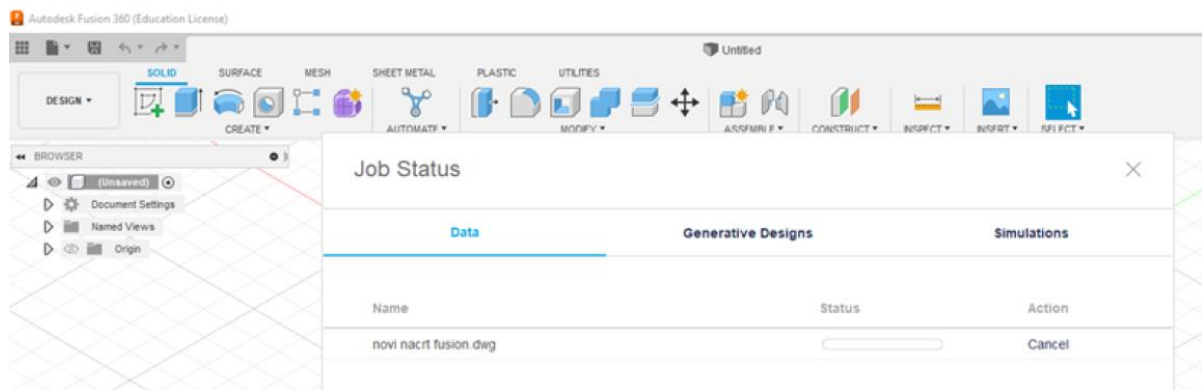 Autodesk Fusion 360 (Education License)
Untitled
SOLID SURFACE MESH SHEET METAL PLASTIC UTILITIES
DESIGN
CREATE AUTOMATE MODIFY ASSEMBLE CONSTRUCT INSPECT INSERT SELECT
BROWSER
(Unsaved)
Document Settings
Named Views
Origin
Job Status
Data Generative Designs Simulations
Name Status Action
novi nacrt fusion.dwg Cancel